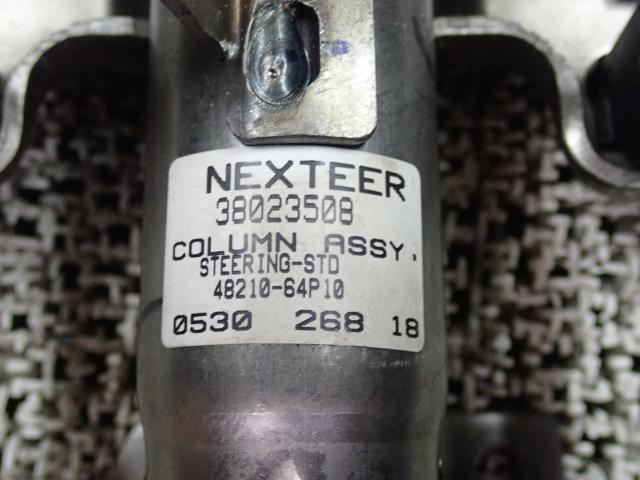 NEXTEER
38023508
COLUMN ASSY.
STEERING-STD
48210-64P10
0530 268 18